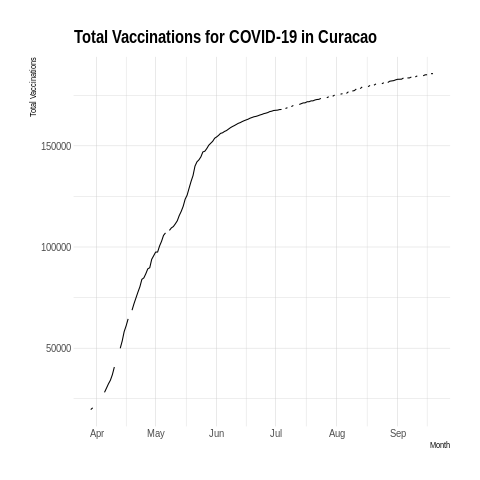 Total Vaccinations for COVID-19 in Curacao
Total Vaccinations
150000
100000
50000
Apr May Jun Jul Aug Sep
Month